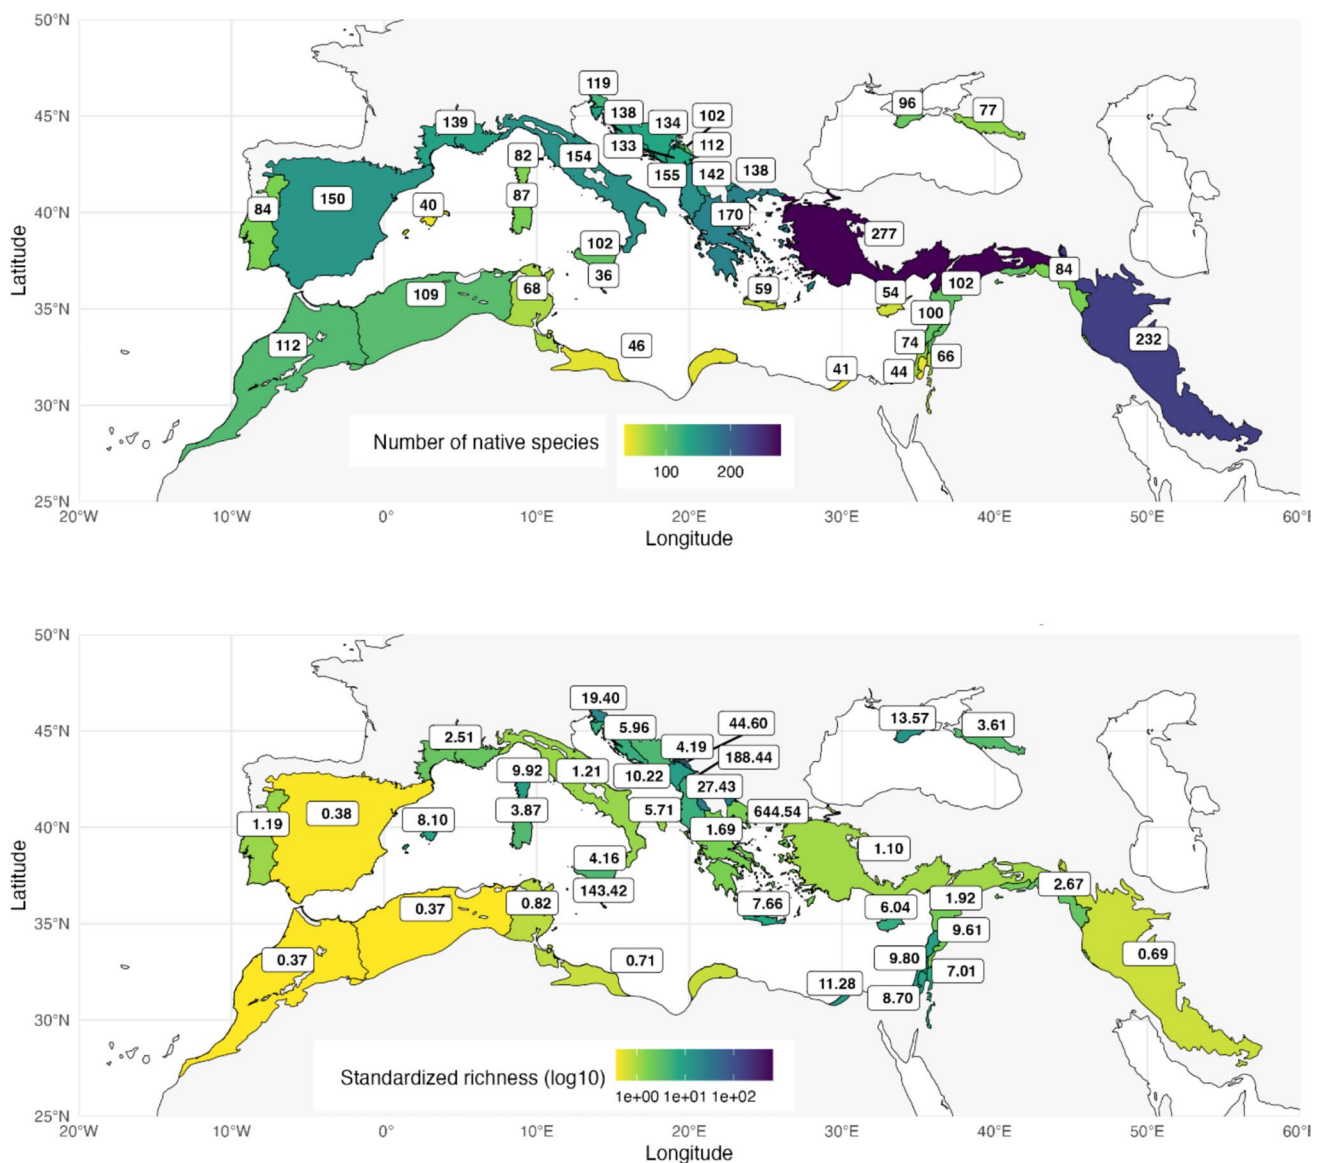 50°N
45°N
40°N
35°N
30°N
25°N
Latitude
119
139
138
134
102
96
77
133
112
82
154
155
142
138
84
150
40
87
170
277
102
36
109
68
59
54
102
84
112
46
100
74
66
41
44
232
Number of native species
100
200
20°W
10°W
0°
10°E
20°E
30°E
40°E
50°E
60°I
Longitude
50°N
45°N
40°N
35°N
30°N
25°N
Latitude
19.40
2.51
5.96
4.19
44.60
13.57
3.61
188.44
9.92
1.21
10.22
27.43
1.19
0.38
8.10
3.87
5.71
644.54
1.69
1.10
4.16
143.42
0.37
0.82
7.66
6.04
1.92
2.67
0.37
0.71
9.61
9.80
7.01
11.28
8.70
0.69
Standardized richness (log10)
1e+00 1e+01 1e+02
20°W
10°W
0°
10°E
20°E
30°E
40°E
50°E
60°I
Longitude